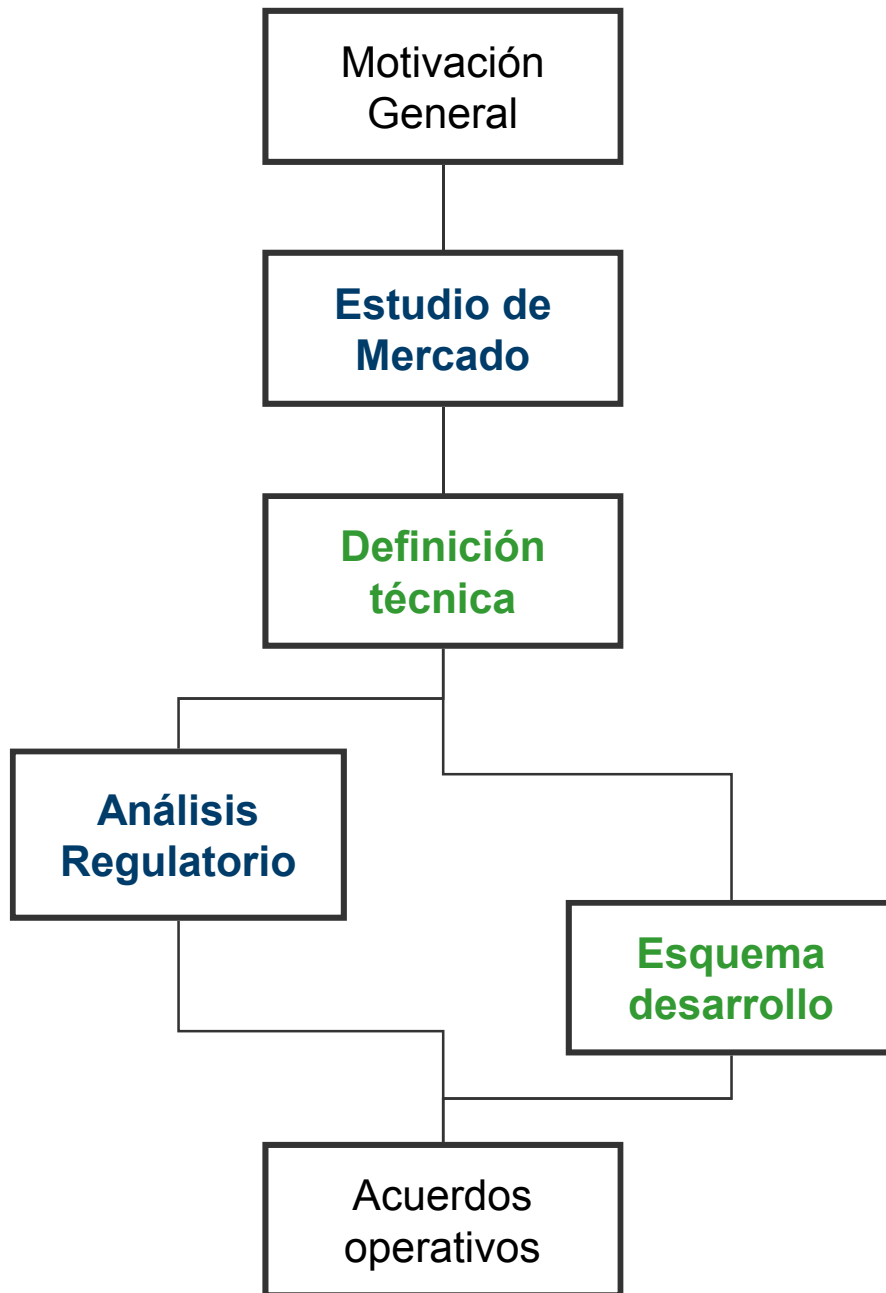 Motivación
General
Estudio de
Mercado
Definición
técnica
Análisis
Regulatorio
Esquema
desarrollo
Acuerdos
operativos